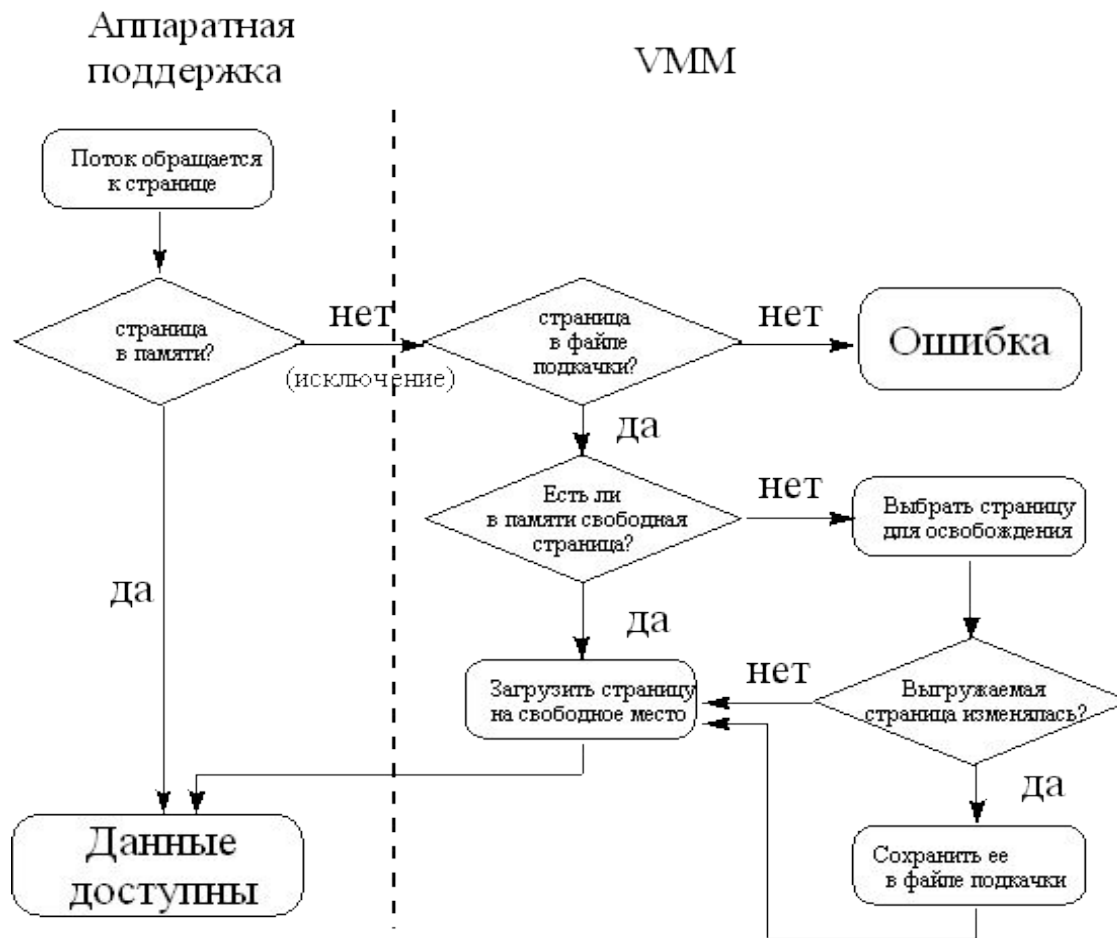 Аппаратная
поддержка
VMM
Поток обращается
к странице
страница
в памяти?
нет
(исключение)
страница
в файле
подкачки?
нет
Ошибка
да
Есть ли
в памяти свободная
страница?
нет
Выбрать страницу
для освобождения
да
да
Загрузить страницу
на свободное место
нет
Выгружаемая
страница изменялась?
да
Данные
доступны
Сохранить ее
в файле подкачки